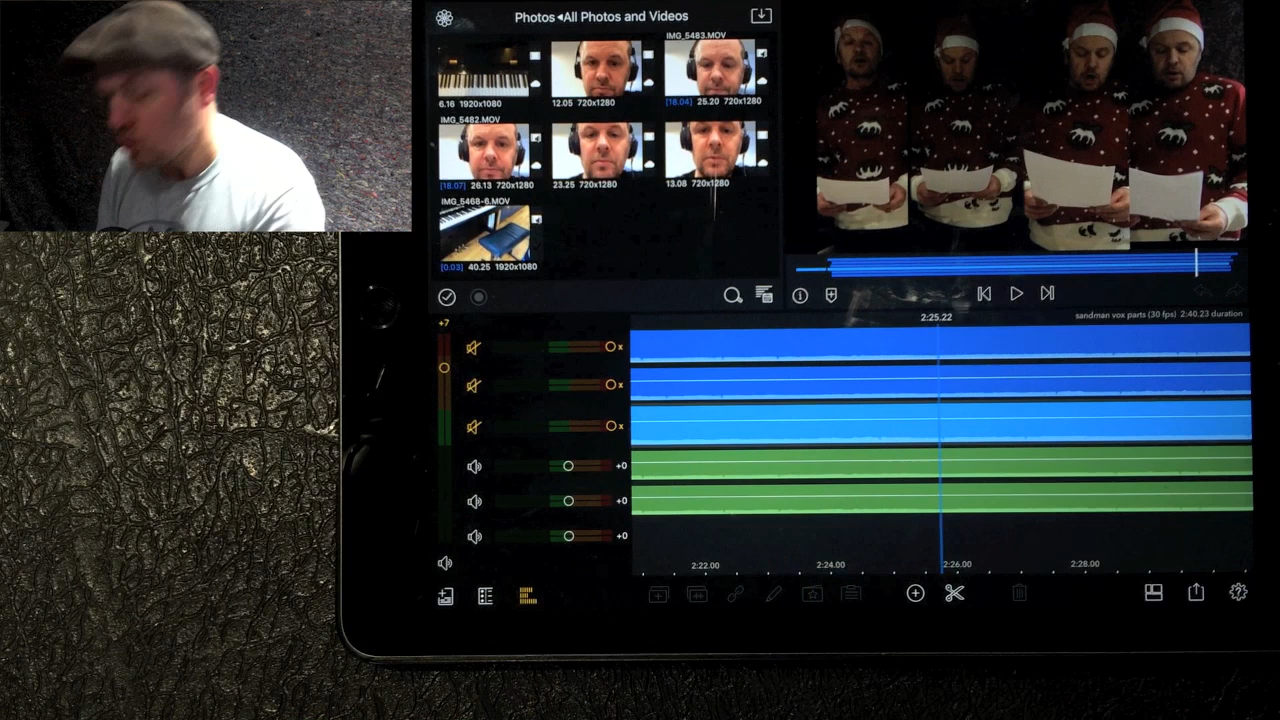 Photos◂All Photos and Videos
IMG_5483.MOV
6.16 1920x1080
12.05 720x1280
[18.04] 25.20 720x1280
IMG_5482.MOV
[18.07] 26.13 720x1280
23.25 720x1280
13.08 720x1280
IMG_5468-6.MOV
[0.03] 40.25 1920x1080
+7
2:25.22
sandman vox parts (30 fps) 2:40.23 duration
x
x
x
+0
+0
+0
2:22.00
2:24.00
2:26.00
2:28.00